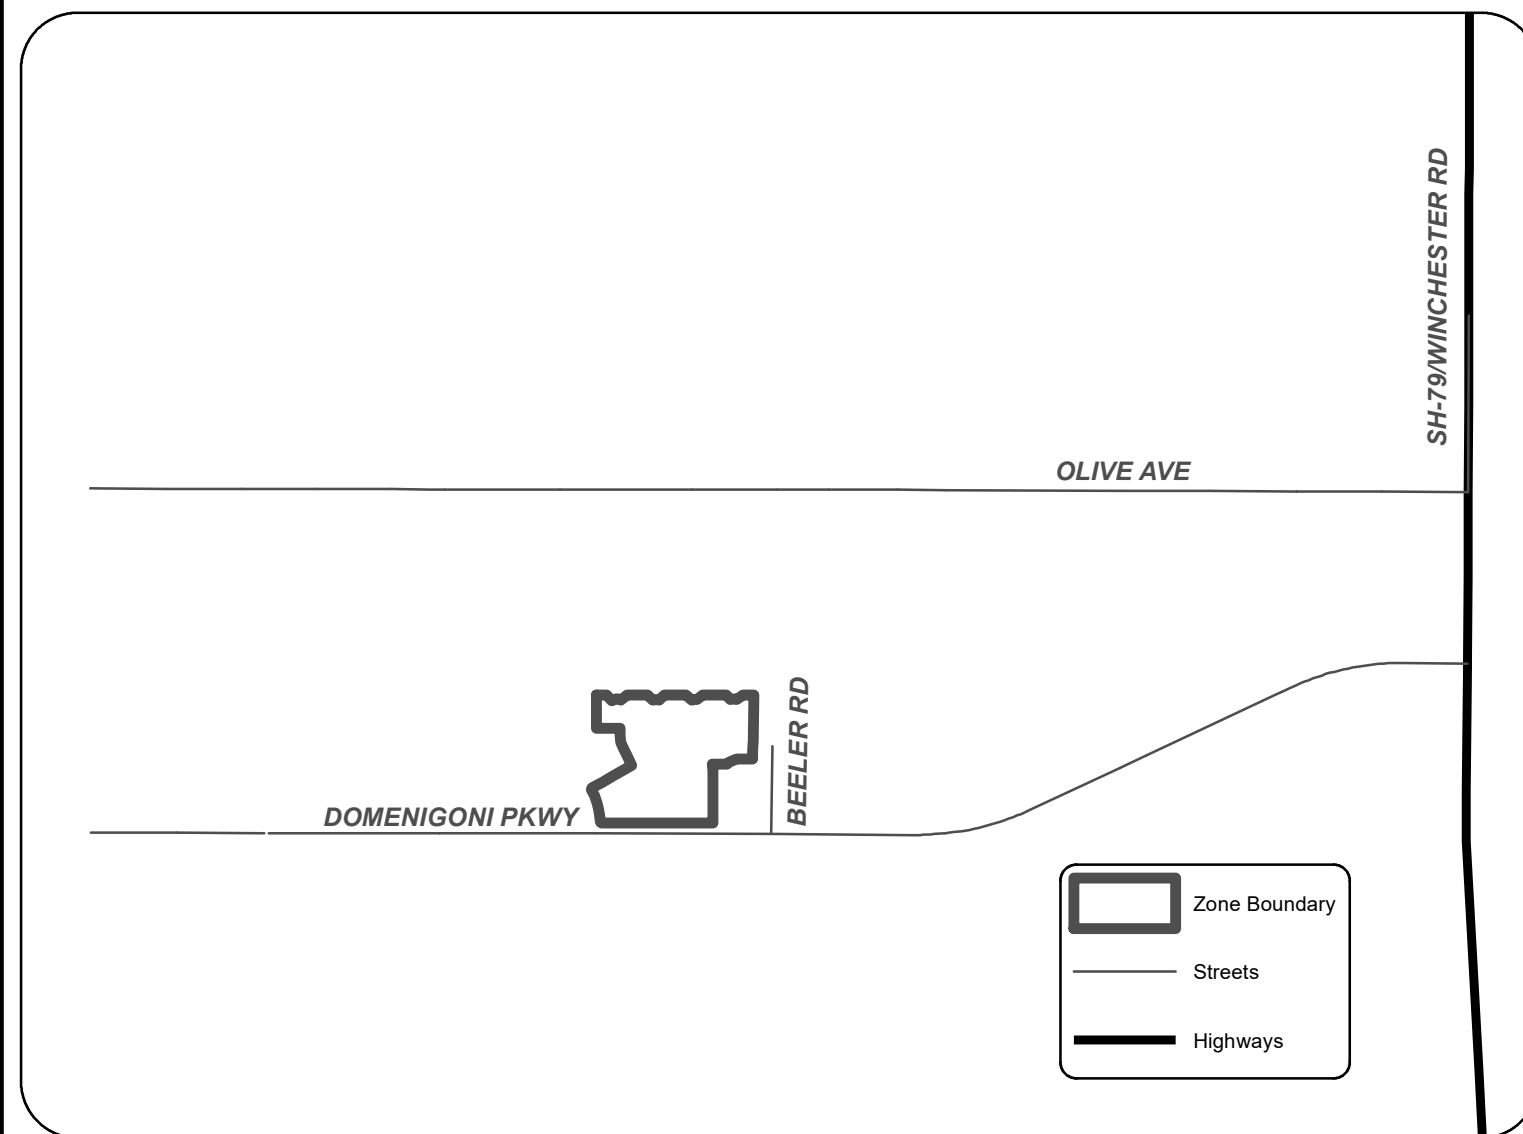 SH-79/WINCHESTER RD
OLIVE AVE
BEELER RD
DOMENIGONI PKWY
Zone Boundary
Streets
Highways